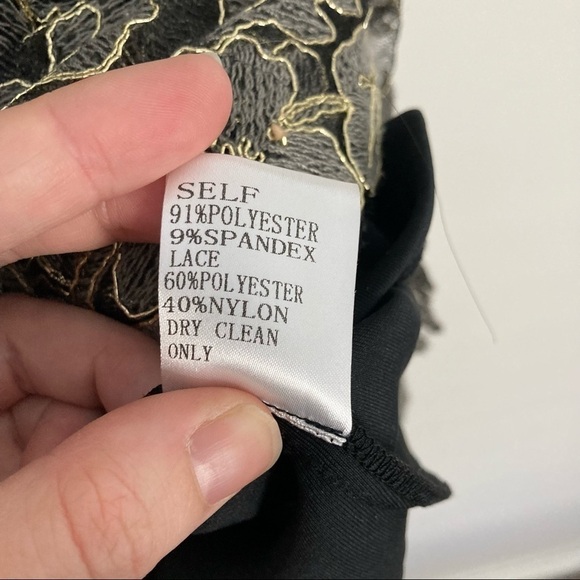 SELF
91%POLYESTER
9%SPANDEX
LACE
60%POLYESTER
40%NYLON
DRY CLEAN
ONLY